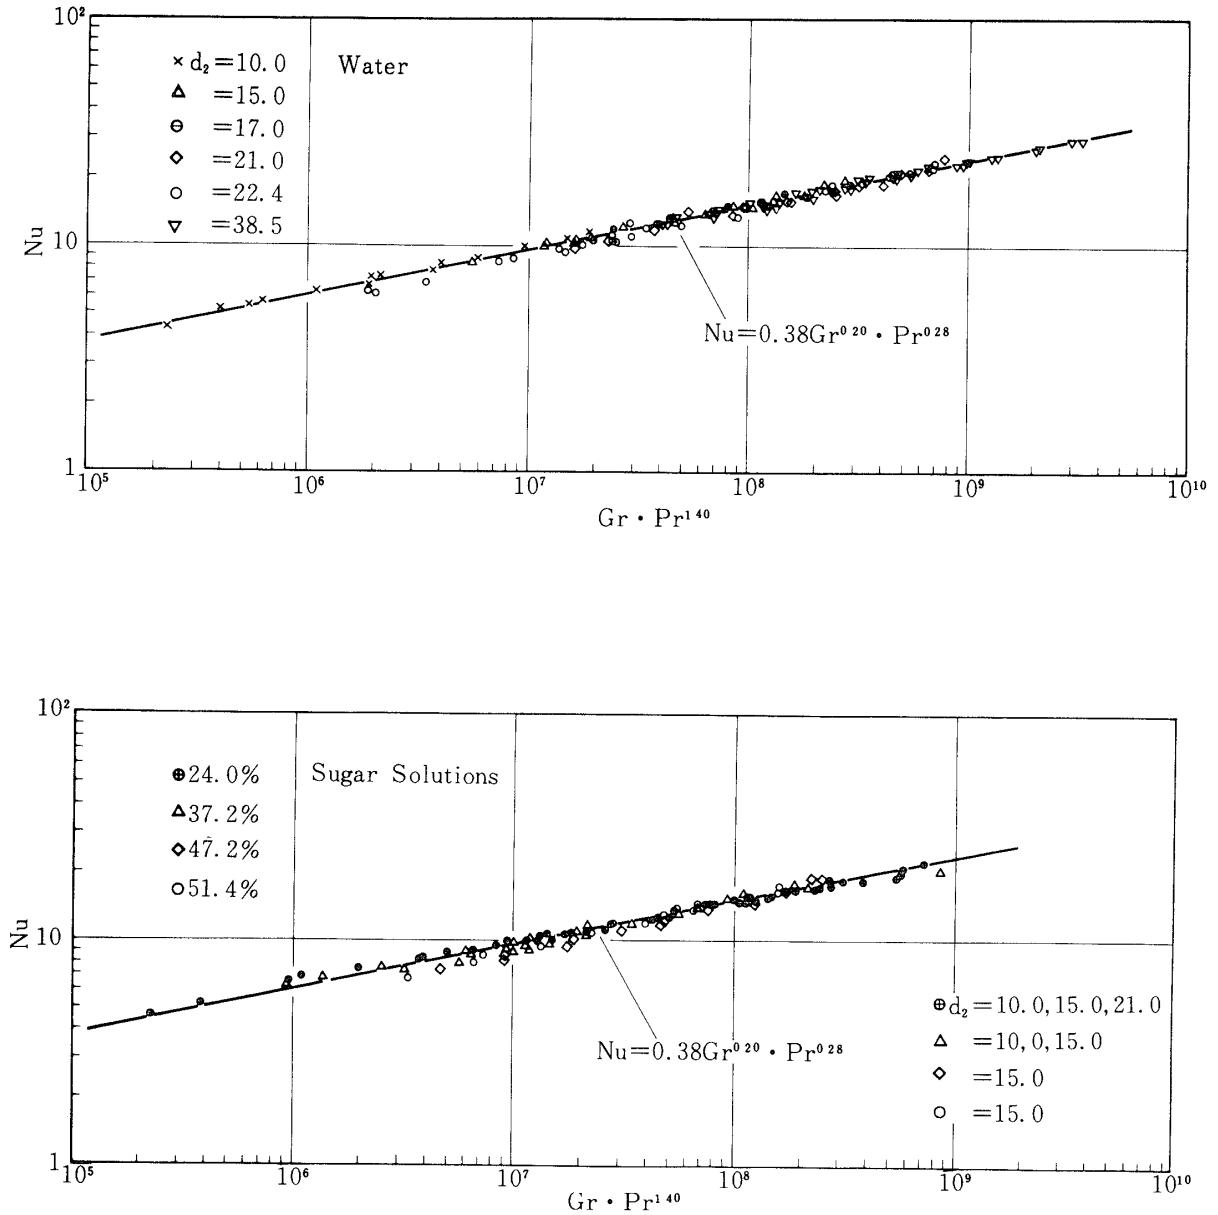 10²
× d₂=10.0 Water
△ =15.0
⊖ =17.0
◇ =21.0
○ =22.4
▽ =38.5
Nu
10
Nu=0.38Gr⁰²⁰・Pr⁰²⁸
1
10⁵ 10⁶ 10⁷ 10⁸ 10⁹ 10¹⁰
Gr・Pr¹⁴⁰
10²
⊕24.0% Sugar Solutions
△37.2%
◇47.2%
○51.4%
Nu
10
⊕d₂=10.0,15.0,21.0
Nu=0.38Gr⁰²⁰・Pr⁰²⁸
△ =10,0,15.0
◇ =15.0
○ =15.0
1
10⁵ 10⁶ 10⁷ 10⁸ 10⁹ 10¹⁰
Gr・Pr¹⁴⁰